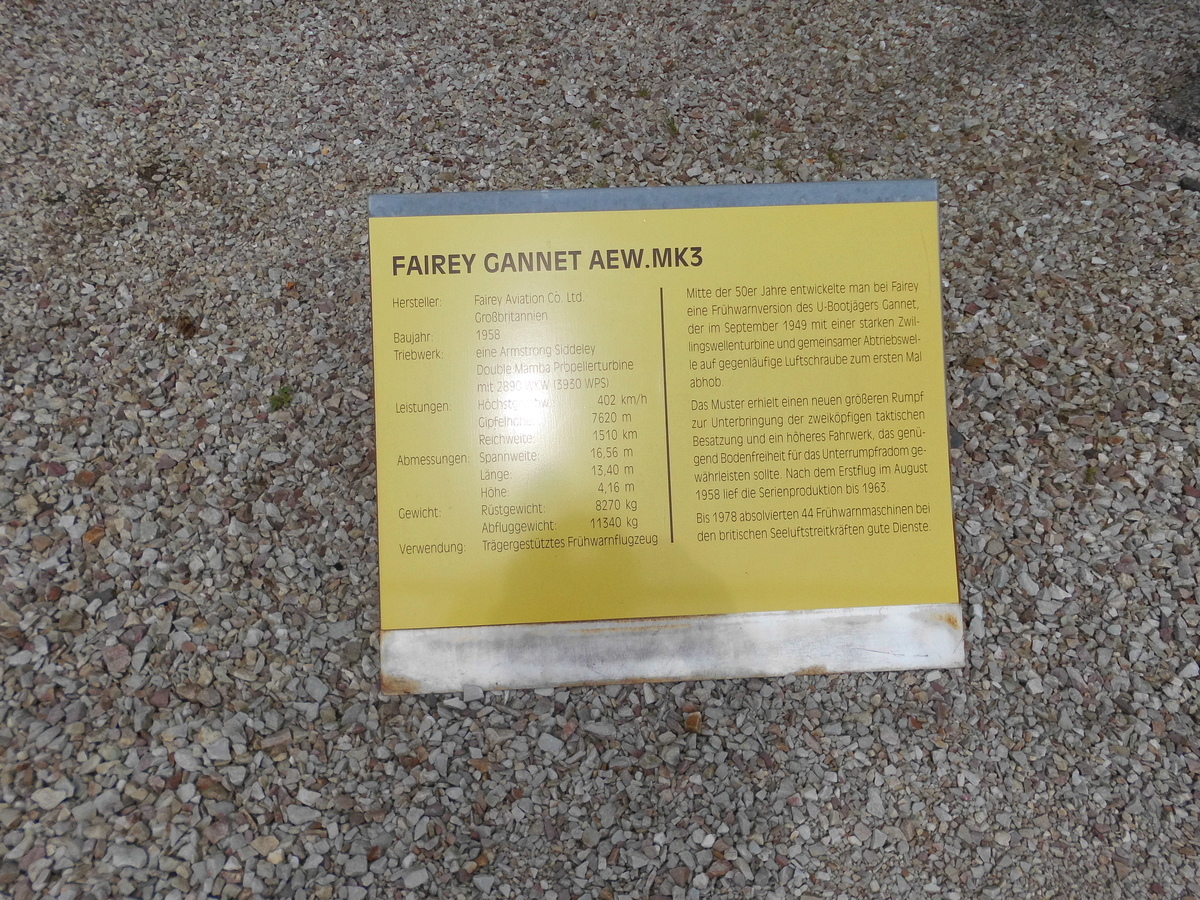 FAIREY GANNET AEW.MK3
Hersteller: Fairey Aviation Co. Ltd.
Großbritannien
Baujahr: 1958
Triebwerk: eine Armstrong Siddeley
Double Mamba Propellerturbine
mit 2890 WKW (3930 WPS)
Leistungen: 402 km/h
Gipfelhöhe: 7620 m
Reichweite: 1510 km
Abmessungen: Spannweite: 16,56 m
Länge: 13,40 m
Höhe: 4,16 m
Gewicht: Rüstgewicht: 8270 kg
Abfluggewicht: 11340 kg
Verwendung: Trägergestütztes Frühwarnflugzeug
Mitte der 50er Jahre entwickelte man bei Fairey
eine Frühwarnversion des U-Bootjägers Gannet,
der im September 1949 mit einer starken Zwil-
lingswellenturbine und gemeinsamer Abtriebswel-
le auf gegenläufige Luftschraube zum ersten Mal
abhob.
Das Muster erhielt einen neuen größeren Rumpf
zur Unterbringung der zweiköpfigen taktischen
Besatzung und ein höheres Fahrwerk, das genü-
gend Bodenfreiheit für das Unterrumpfradom ge-
währleisten sollte. Nach dem Erstflug im August
1958 lief die Serienproduktion bis 1963.
Bis 1978 absolvierten 44 Frühwarnmaschinen bei
den britischen Seeluftstreitkräften gute Dienste.